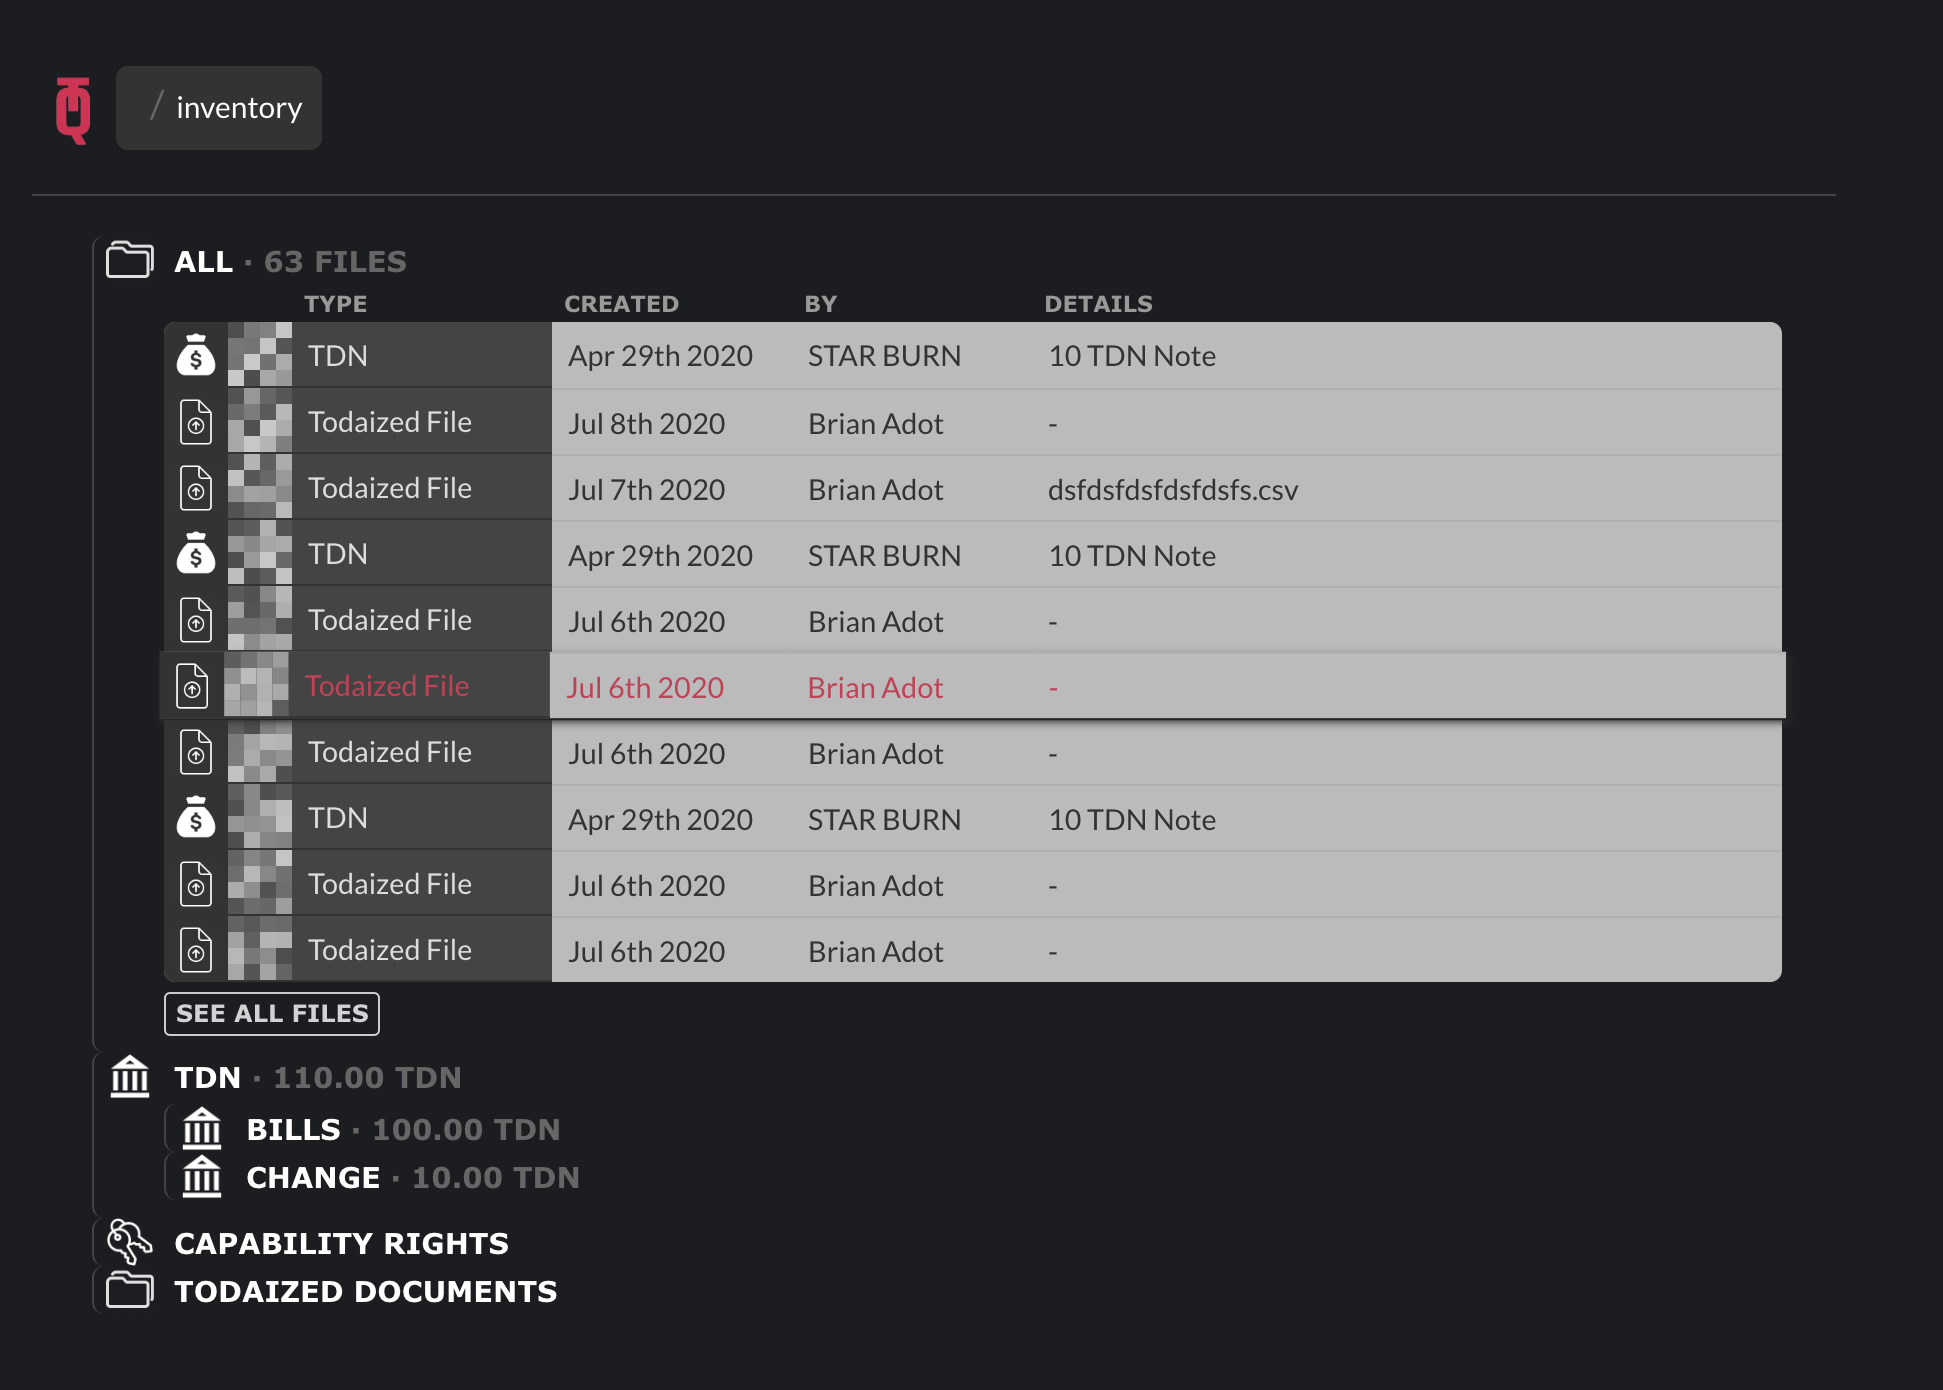 / inventory
ALL · 63 FILES
TYPE CREATED BY DETAILS
TDN Apr 29th 2020 STAR BURN 10 TDN Note
Todaized File Jul 8th 2020 Brian Adot -
Todaized File Jul 7th 2020 Brian Adot dsfdsfdsfdsfdsfs.csv
TDN Apr 29th 2020 STAR BURN 10 TDN Note
Todaized File Jul 6th 2020 Brian Adot -
Todaized File Jul 6th 2020 Brian Adot -
Todaized File Jul 6th 2020 Brian Adot -
TDN Apr 29th 2020 STAR BURN 10 TDN Note
Todaized File Jul 6th 2020 Brian Adot -
Todaized File Jul 6th 2020 Brian Adot -
SEE ALL FILES
TDN · 110.00 TDN
BILLS · 100.00 TDN
CHANGE · 10.00 TDN
CAPABILITY RIGHTS
TODAIZED DOCUMENTS